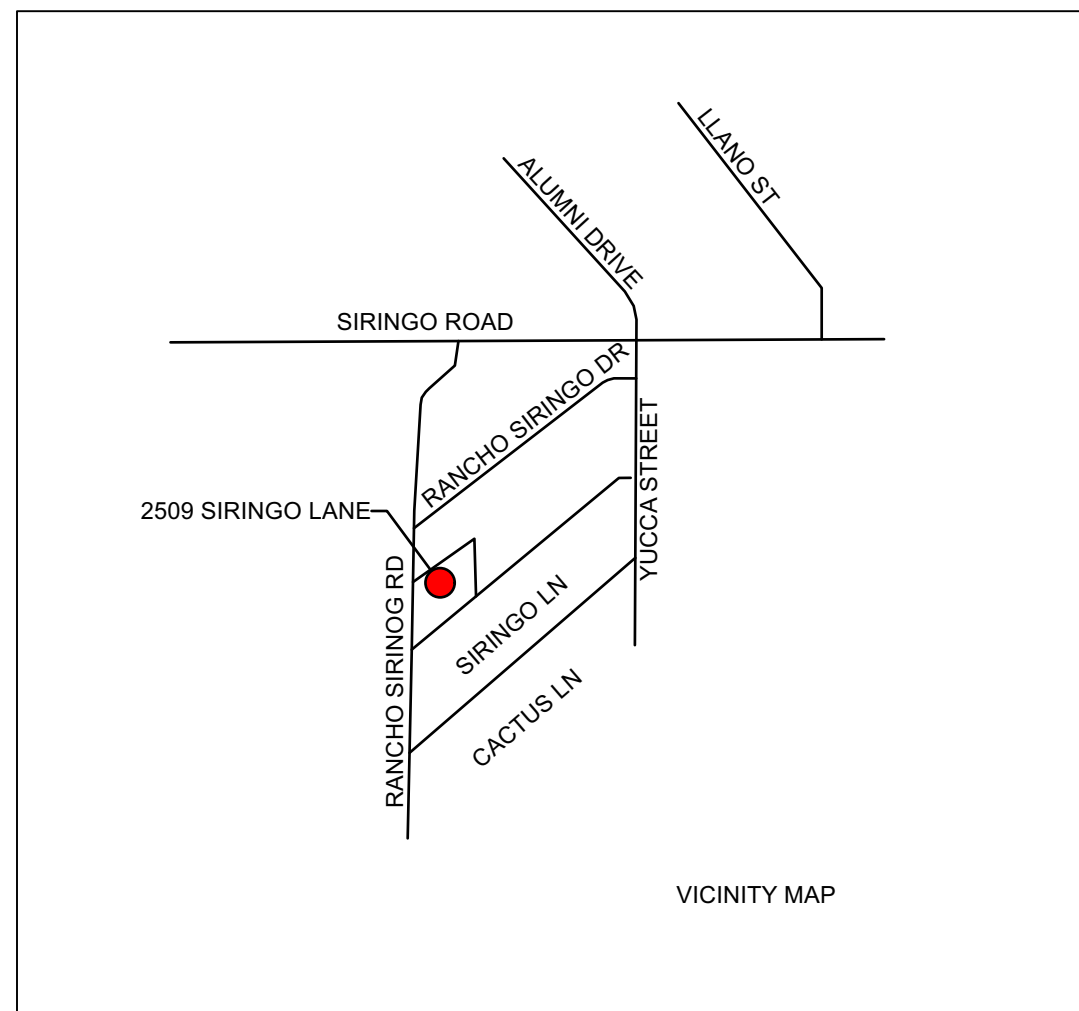 LLANO ST
ALUMNI DRIVE
SIRINGO ROAD
RANCHO SIRINGO DR
YUCCA STREET
2509 SIRINGO LANE
RANCHO SIRINOG RD
SIRINGO LN
CACTUS LN
VICINITY MAP